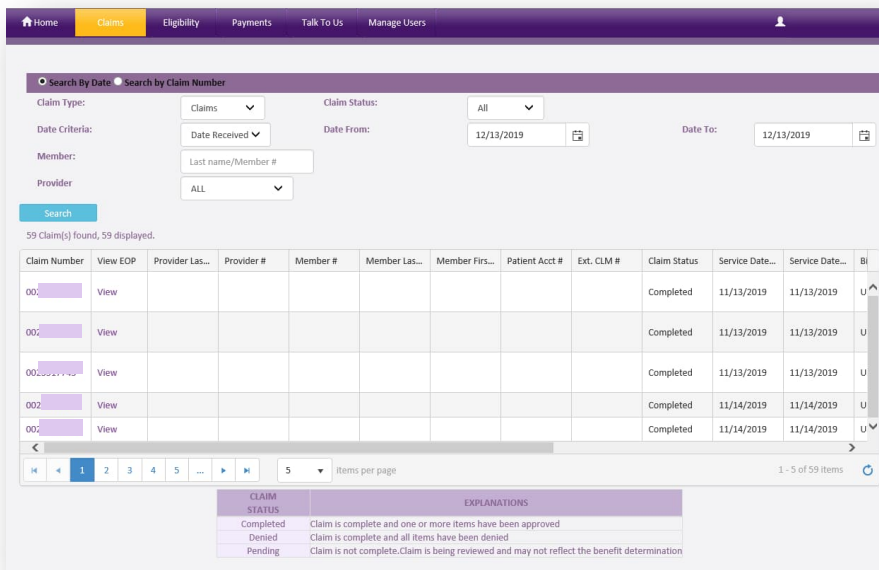 Home Claims Eligibility Payments Talk To Us Manage Users
Search By Date Search by Claim Number
Claim Type: Claims Claim Status: All
Date Criteria: Date Received Date From: 12/13/2019 Date To: 12/13/2019
Member: Last name/Member #
Provider ALL
Search
59 Claim(s) found, 59 displayed.
Claim Number View EOP Provider Las... Provider # Member # Member Las... Member Firs... Patient Acct # Ext. CLM # Claim Status Service Date... Service Date... Bi
002 View Completed 11/13/2019 11/13/2019 U
002 View Completed 11/13/2019 11/13/2019 U
View Completed 11/13/2019 11/13/2019 U
002 View Completed 11/14/2019 11/14/2019 U
002 View Completed 11/14/2019 11/14/2019 U
1 2 3 4 5 ... 5 items per page 1 - 5 of 59 items
CLAIM STATUS EXPLANATIONS
Completed Claim is complete and one or more items have been approved
Denied Claim is complete and all items have been denied
Pending Claim is not complete.Claim is being reviewed and may not reflect the benefit determination